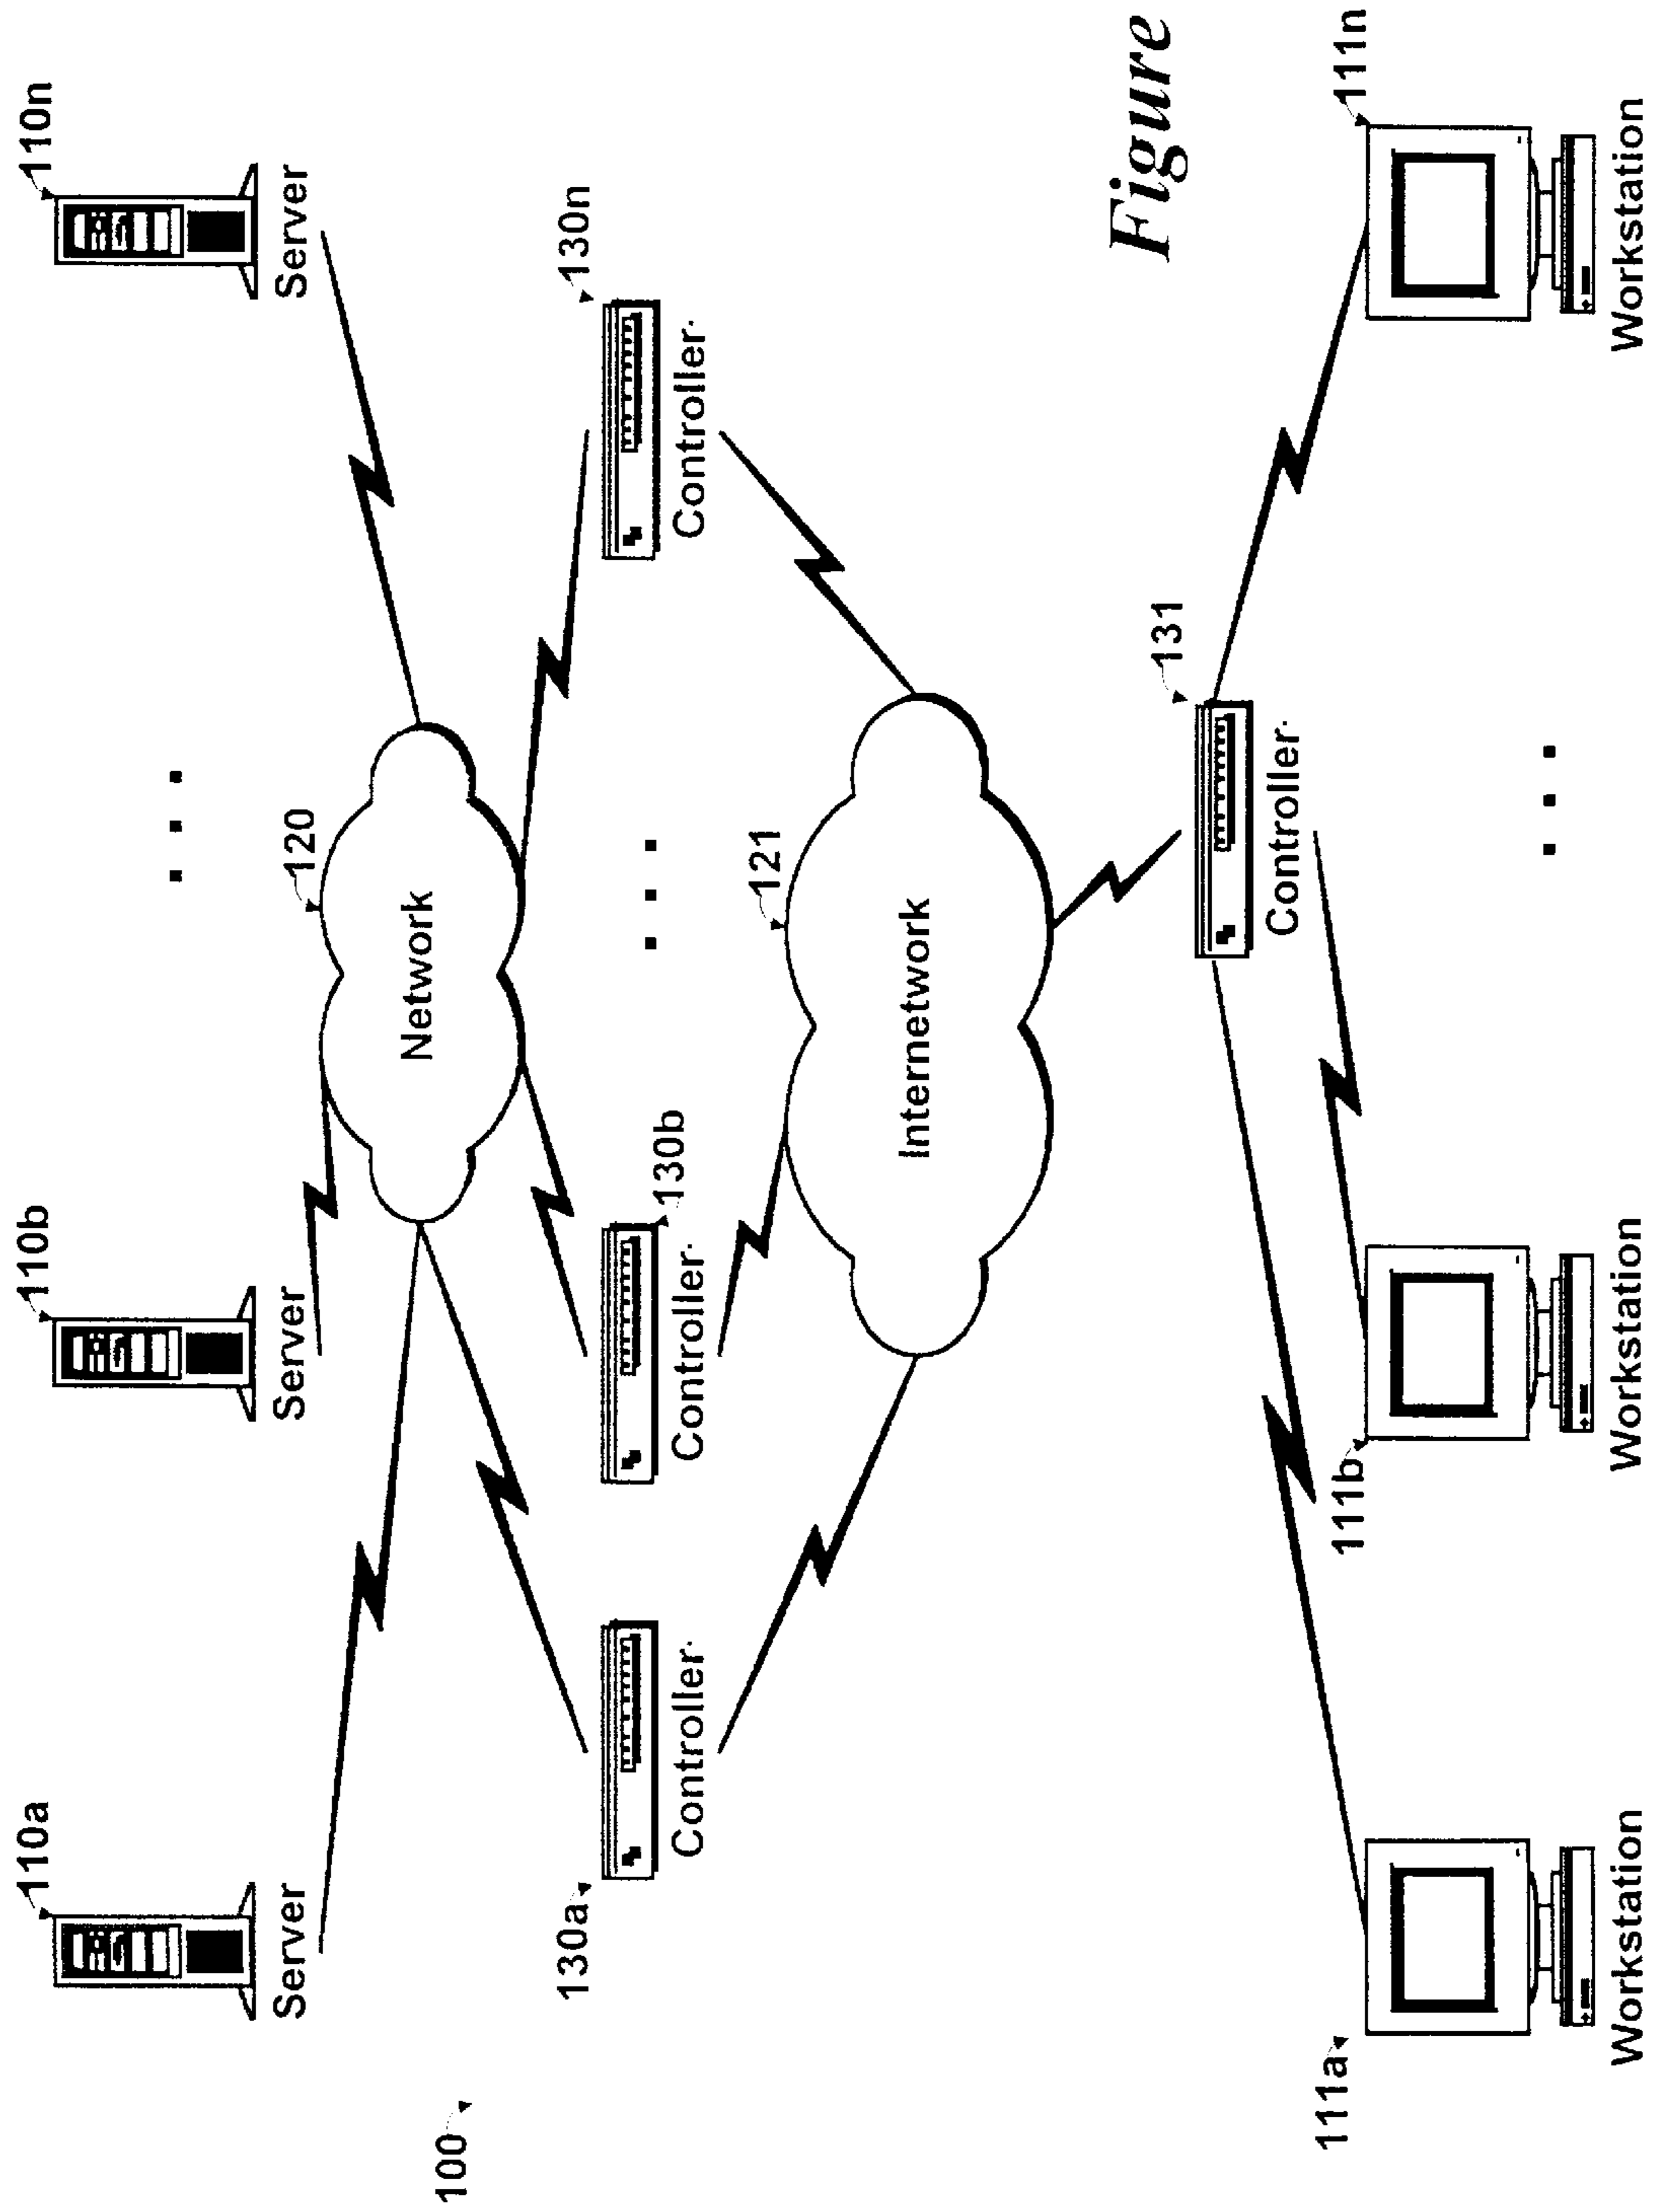 110a
110b
110n
Server
Server
Server
100
120
Network
130a
130b
130n
Controller
Controller
Controller
121
Internetwork
131
Controller
Figure
111a
111b
111n
Workstation
Workstation
Workstation